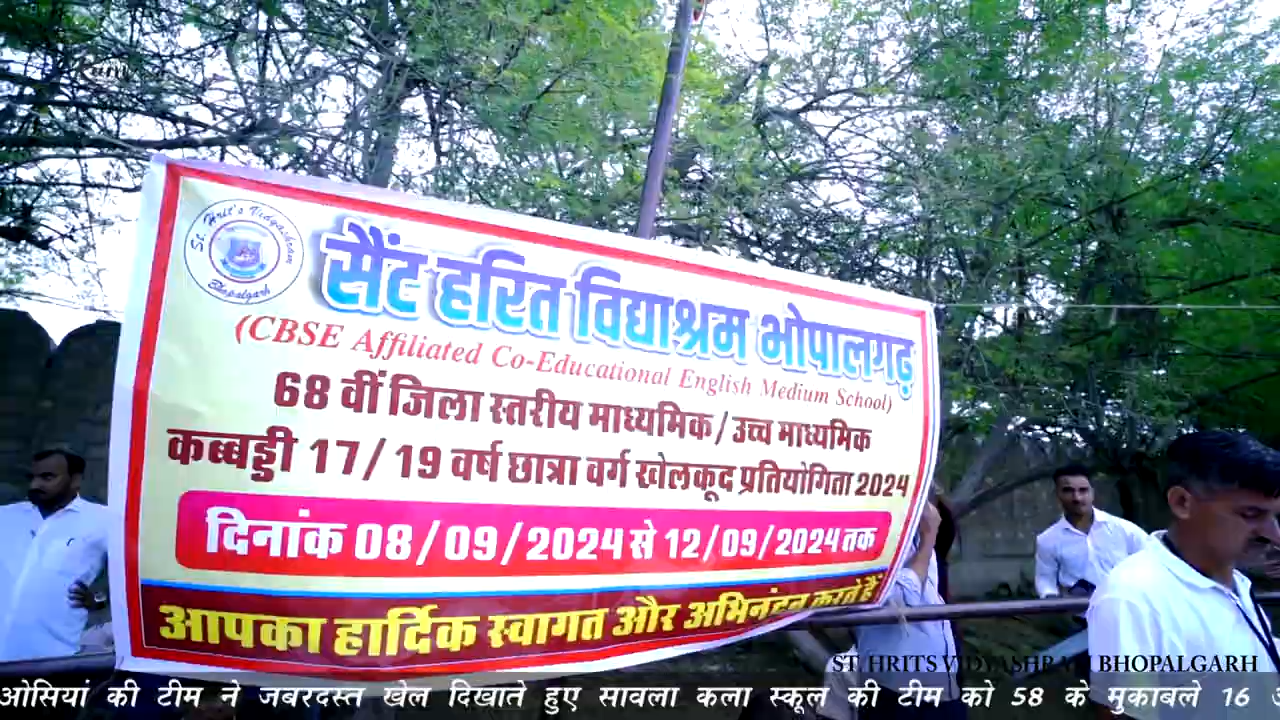 St. Hrit's Vidyashram
Bhopalgarh
सैंट हरित विद्याश्रम भोपालगढ़
(CBSE Affiliated Co-Educational English Medium School)
68 वीं जिला स्तरीय माध्यमिक/उच्च माध्यमिक
कब्बड्डी 17/19 वर्ष छात्रा वर्ग खेलकूद प्रतियोगिता 2024
दिनांक 08/09/2024 से 12/09/2024 तक
आपका हार्दिक स्वागत और अभिनंदन करते हैं
ST. HRITS VIDYASHRAM BHOPALGARH
ओसियां की टीम ने जबरदस्त खेल दिखाते हुए सावला कला स्कूल की टीम को 58 के मुकाबले 16